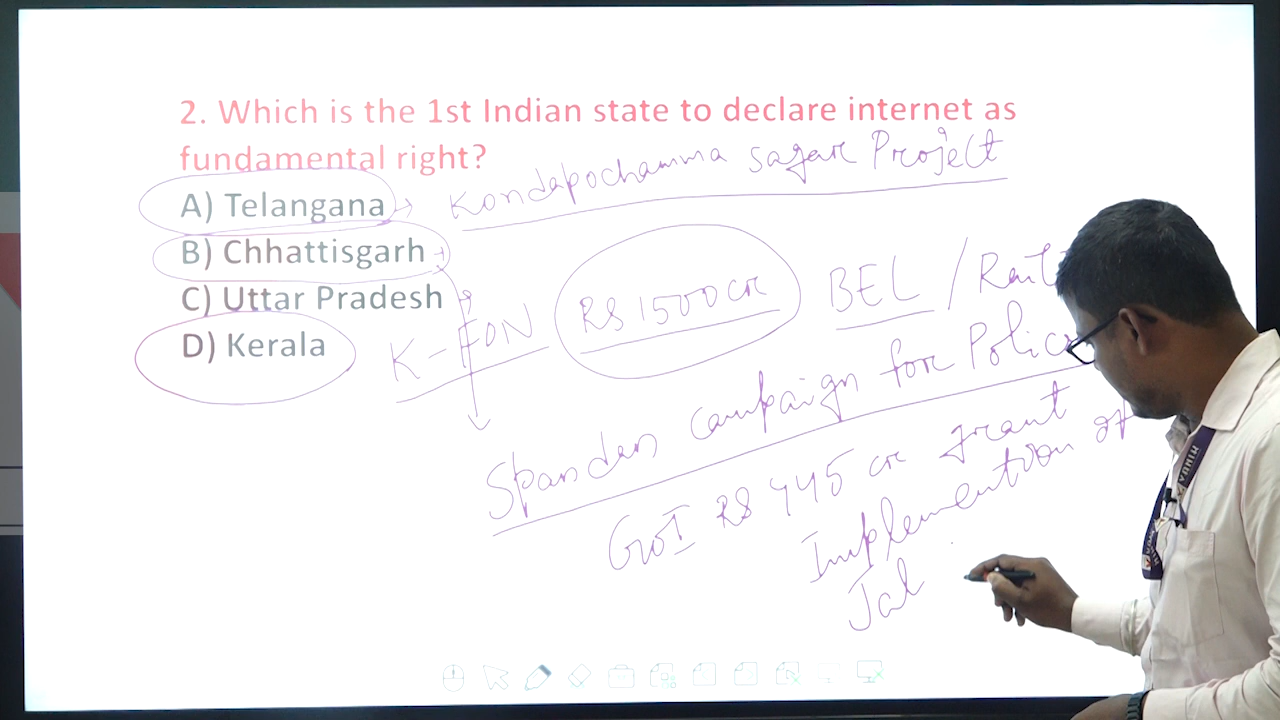 2. Which is the 1st Indian state to declare internet as
fundamental right?
A) Telangana
Kondapochamma sagar Project
B) Chhattisgarh
C) Uttar Pradesh
D) Kerala
K-FON
RS 1500 cr
BEL / Railt
Spandan campaign for Police
GoI RS 445 cr grant
Implementation of
Jal